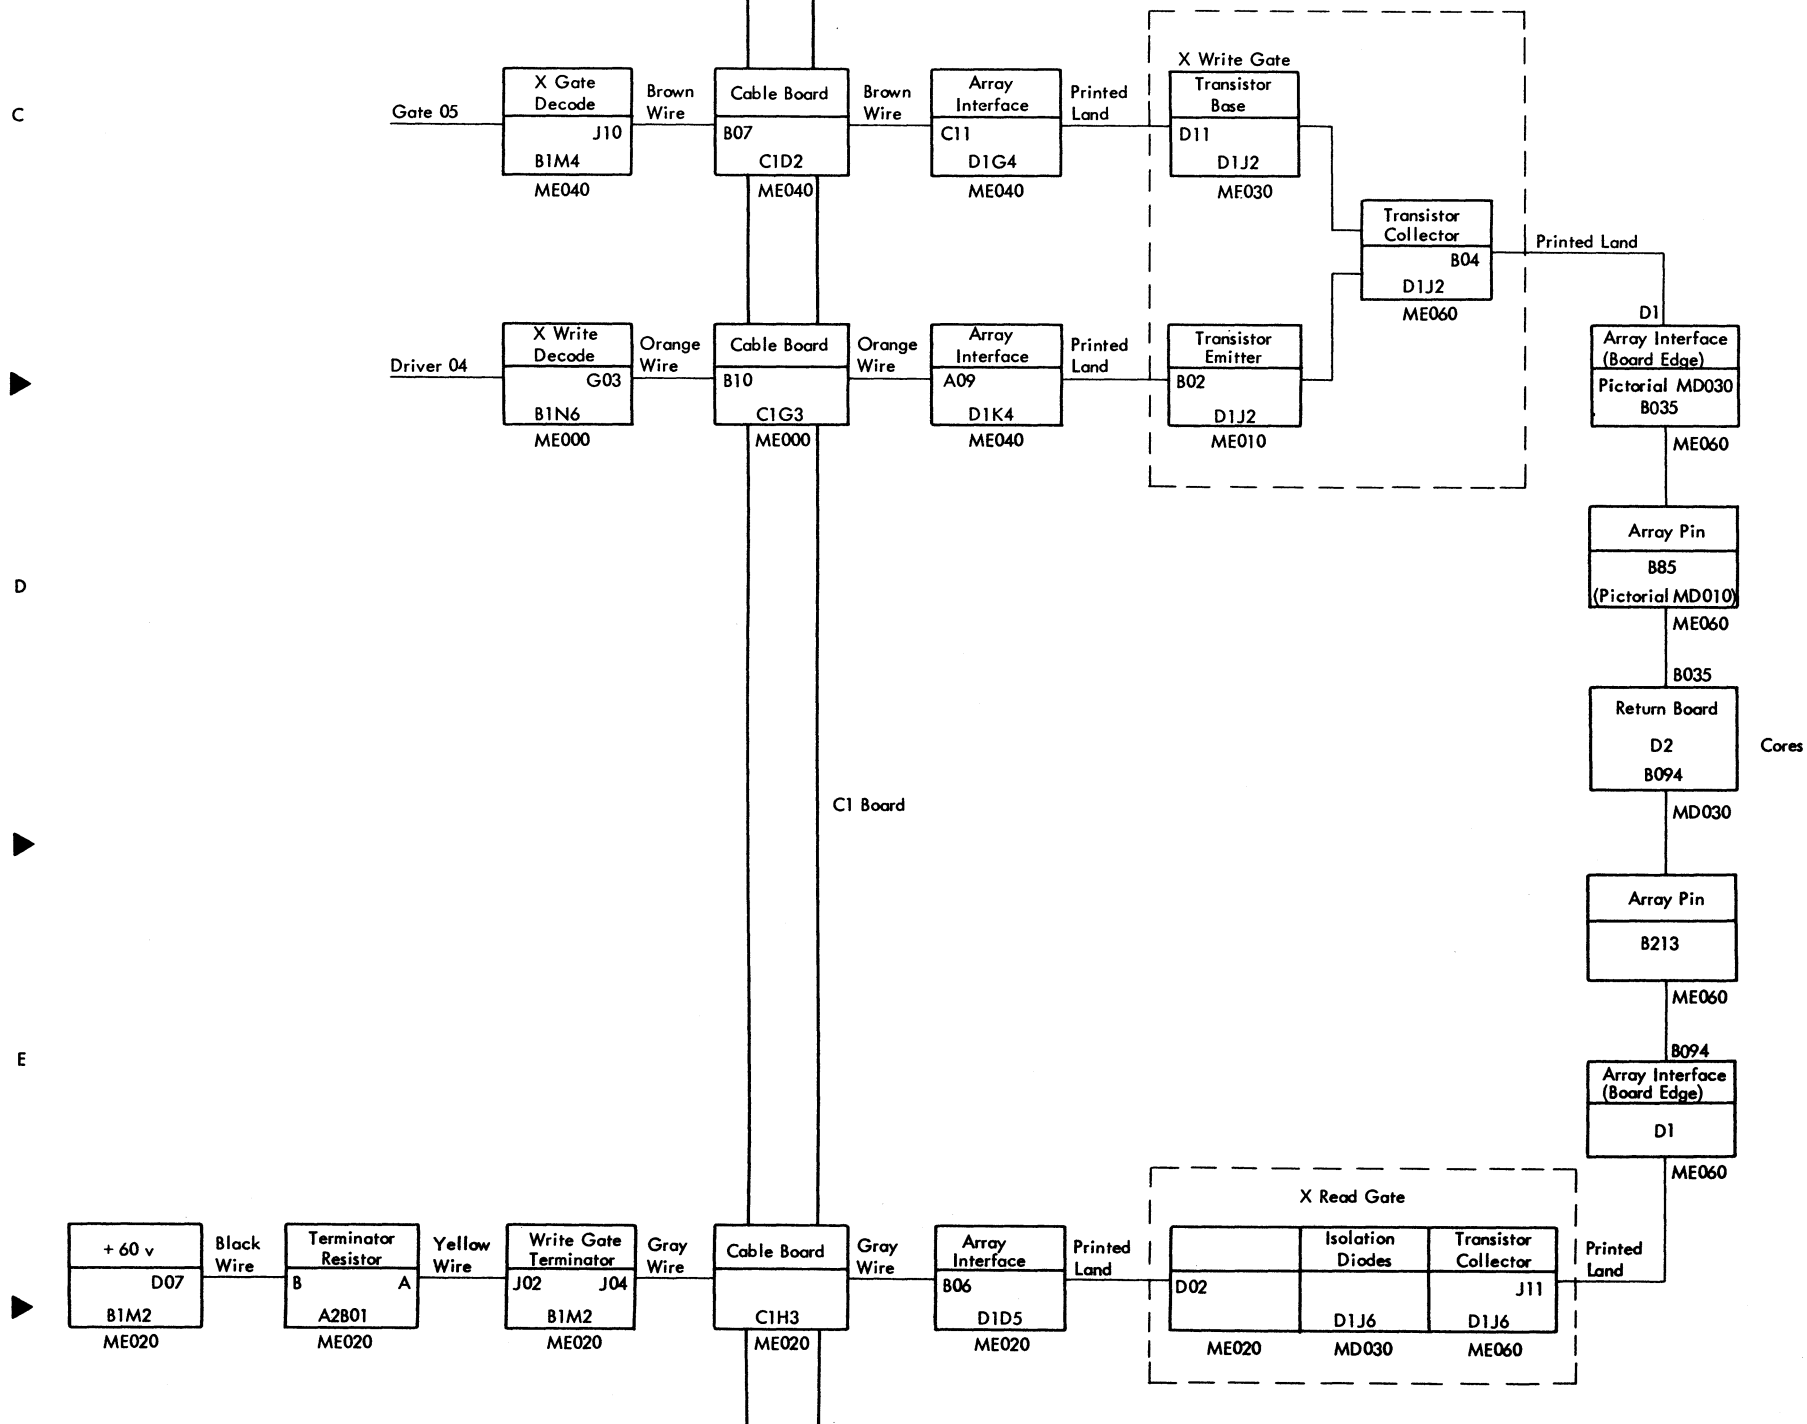 C
Gate 05
X Gate
Decode
J10
B1M4
ME040
Brown
Wire
Cable Board
B07
C1D2
ME040
Brown
Wire
Array
Interface
C11
D1G4
ME040
Printed
Land
X Write Gate
Transistor
Base
D11
D1J2
ME030
Transistor
Collector
B04
D1J2
ME060
Printed Land
Driver 04
X Write
Decode
G03
B1N6
ME000
Orange
Wire
Cable Board
B10
C1G3
ME000
Orange
Wire
Array
Interface
A09
D1K4
ME040
Printed
Land
Transistor
Emitter
B02
D1J2
ME010
D1
Array Interface
(Board Edge)
Pictorial MD030
B035
ME060
D
Array Pin
B85
(Pictorial MD010)
ME060
B035
Return Board
D2
B094
MD030
Cores
C1 Board
Array Pin
B213
ME060
E
B094
Array Interface
(Board Edge)
D1
ME060
+ 60 v
D07
B1M2
ME020
Black
Wire
Terminator
Resistor
B A
A2B01
ME020
Yellow
Wire
Write Gate
Terminator
J02 J04
B1M2
ME020
Gray
Wire
Cable Board
C1H3
ME020
Gray
Wire
Array
Interface
B06
D1D5
ME020
Printed
Land
X Read Gate
D02
ME020
Isolation
Diodes
D1J6
MD030
Transistor
Collector
J11
D1J6
ME060
Printed
Land